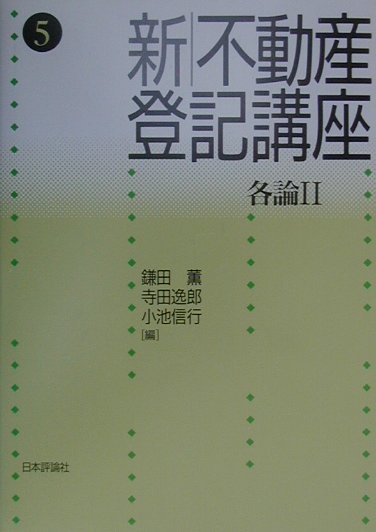 5
新|不動産
登記講座
各論II
鎌田 薫
寺田逸郎
小池信行
[編]
日本評論社